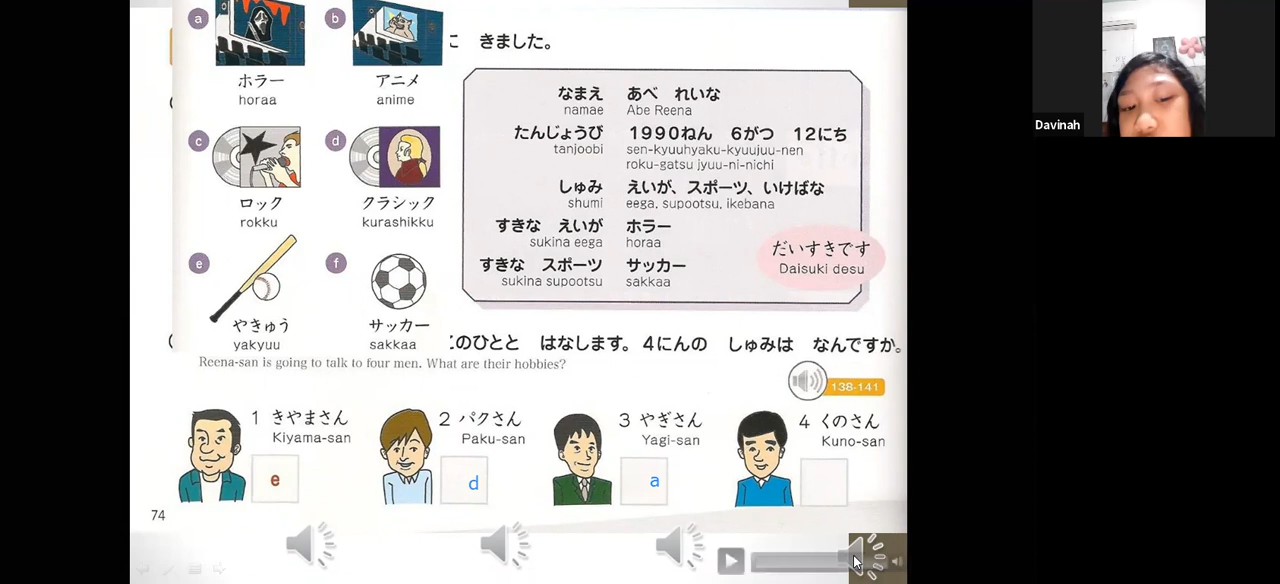 a
b
ホラー
horaa
アニメ
anime
c
d
ロック
rokku
クラシック
kurashikku
e
f
やきゅう
yakyuu
サッカー
sakkaa
に きました。
なまえ あべ れいな
namae Abe Reena
たんじょうび 1990ねん 6がつ 12にち
tanjoobi sen-kyuuhyaku-kyuujuu-nen
roku-gatsu jyuu-ni-nichi
しゅみ えいが、スポーツ、いけばな
shumi eega, supootsu, ikebana
すきな えいが ホラー
sukina eega horaa
すきな スポーツ サッカー
sukina supootsu sakkaa
だいすきです
Daisuki desu
このひとと はなします。4にんの しゅみは なんですか。
Reena-san is going to talk to four men. What are their hobbies?
138-141
1 きやまさん
Kiyama-san
e
2 パクさん
Paku-san
d
3 やぎさん
Yagi-san
a
4 くのさん
Kuno-san
74
Davinah